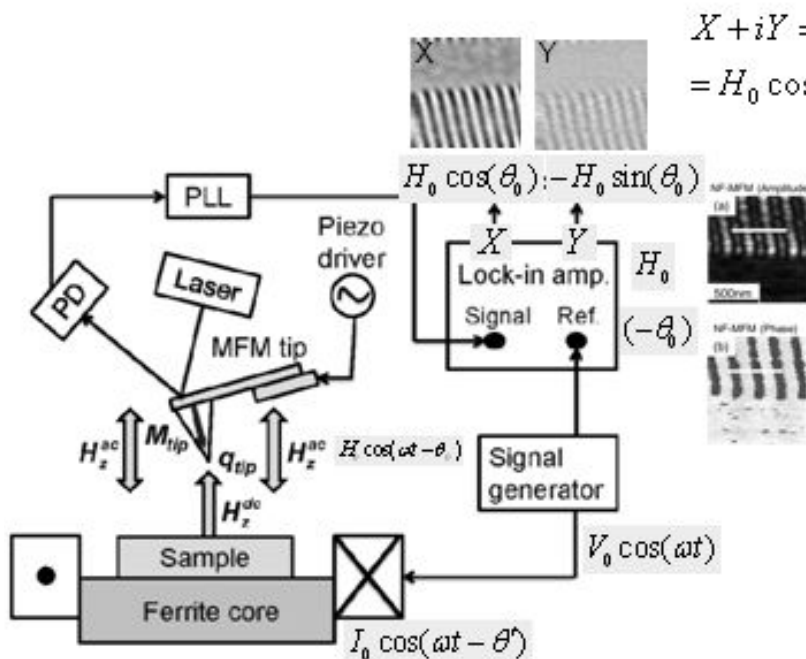 X + iY =
= H₀ cos
X
Y
H₀ cos(θ₀) : −H₀ sin(θ₀)
NF-MFM (Amplitude
(a)
500nm
NF-MFM (Phase)
(b)
PLL
Piezo
driver
Laser
PD
MFM tip
X Y
Lock-in amp.
Signal Ref.
H₀
(−θ₀)
H_z^ac
M_tip
q_tip
H_z^ac
cos(ωt − θ₀)
H_z^dc
Signal
generator
V₀ cos(ωt)
Sample
Ferrite core
I₀ cos(ωt − θ')